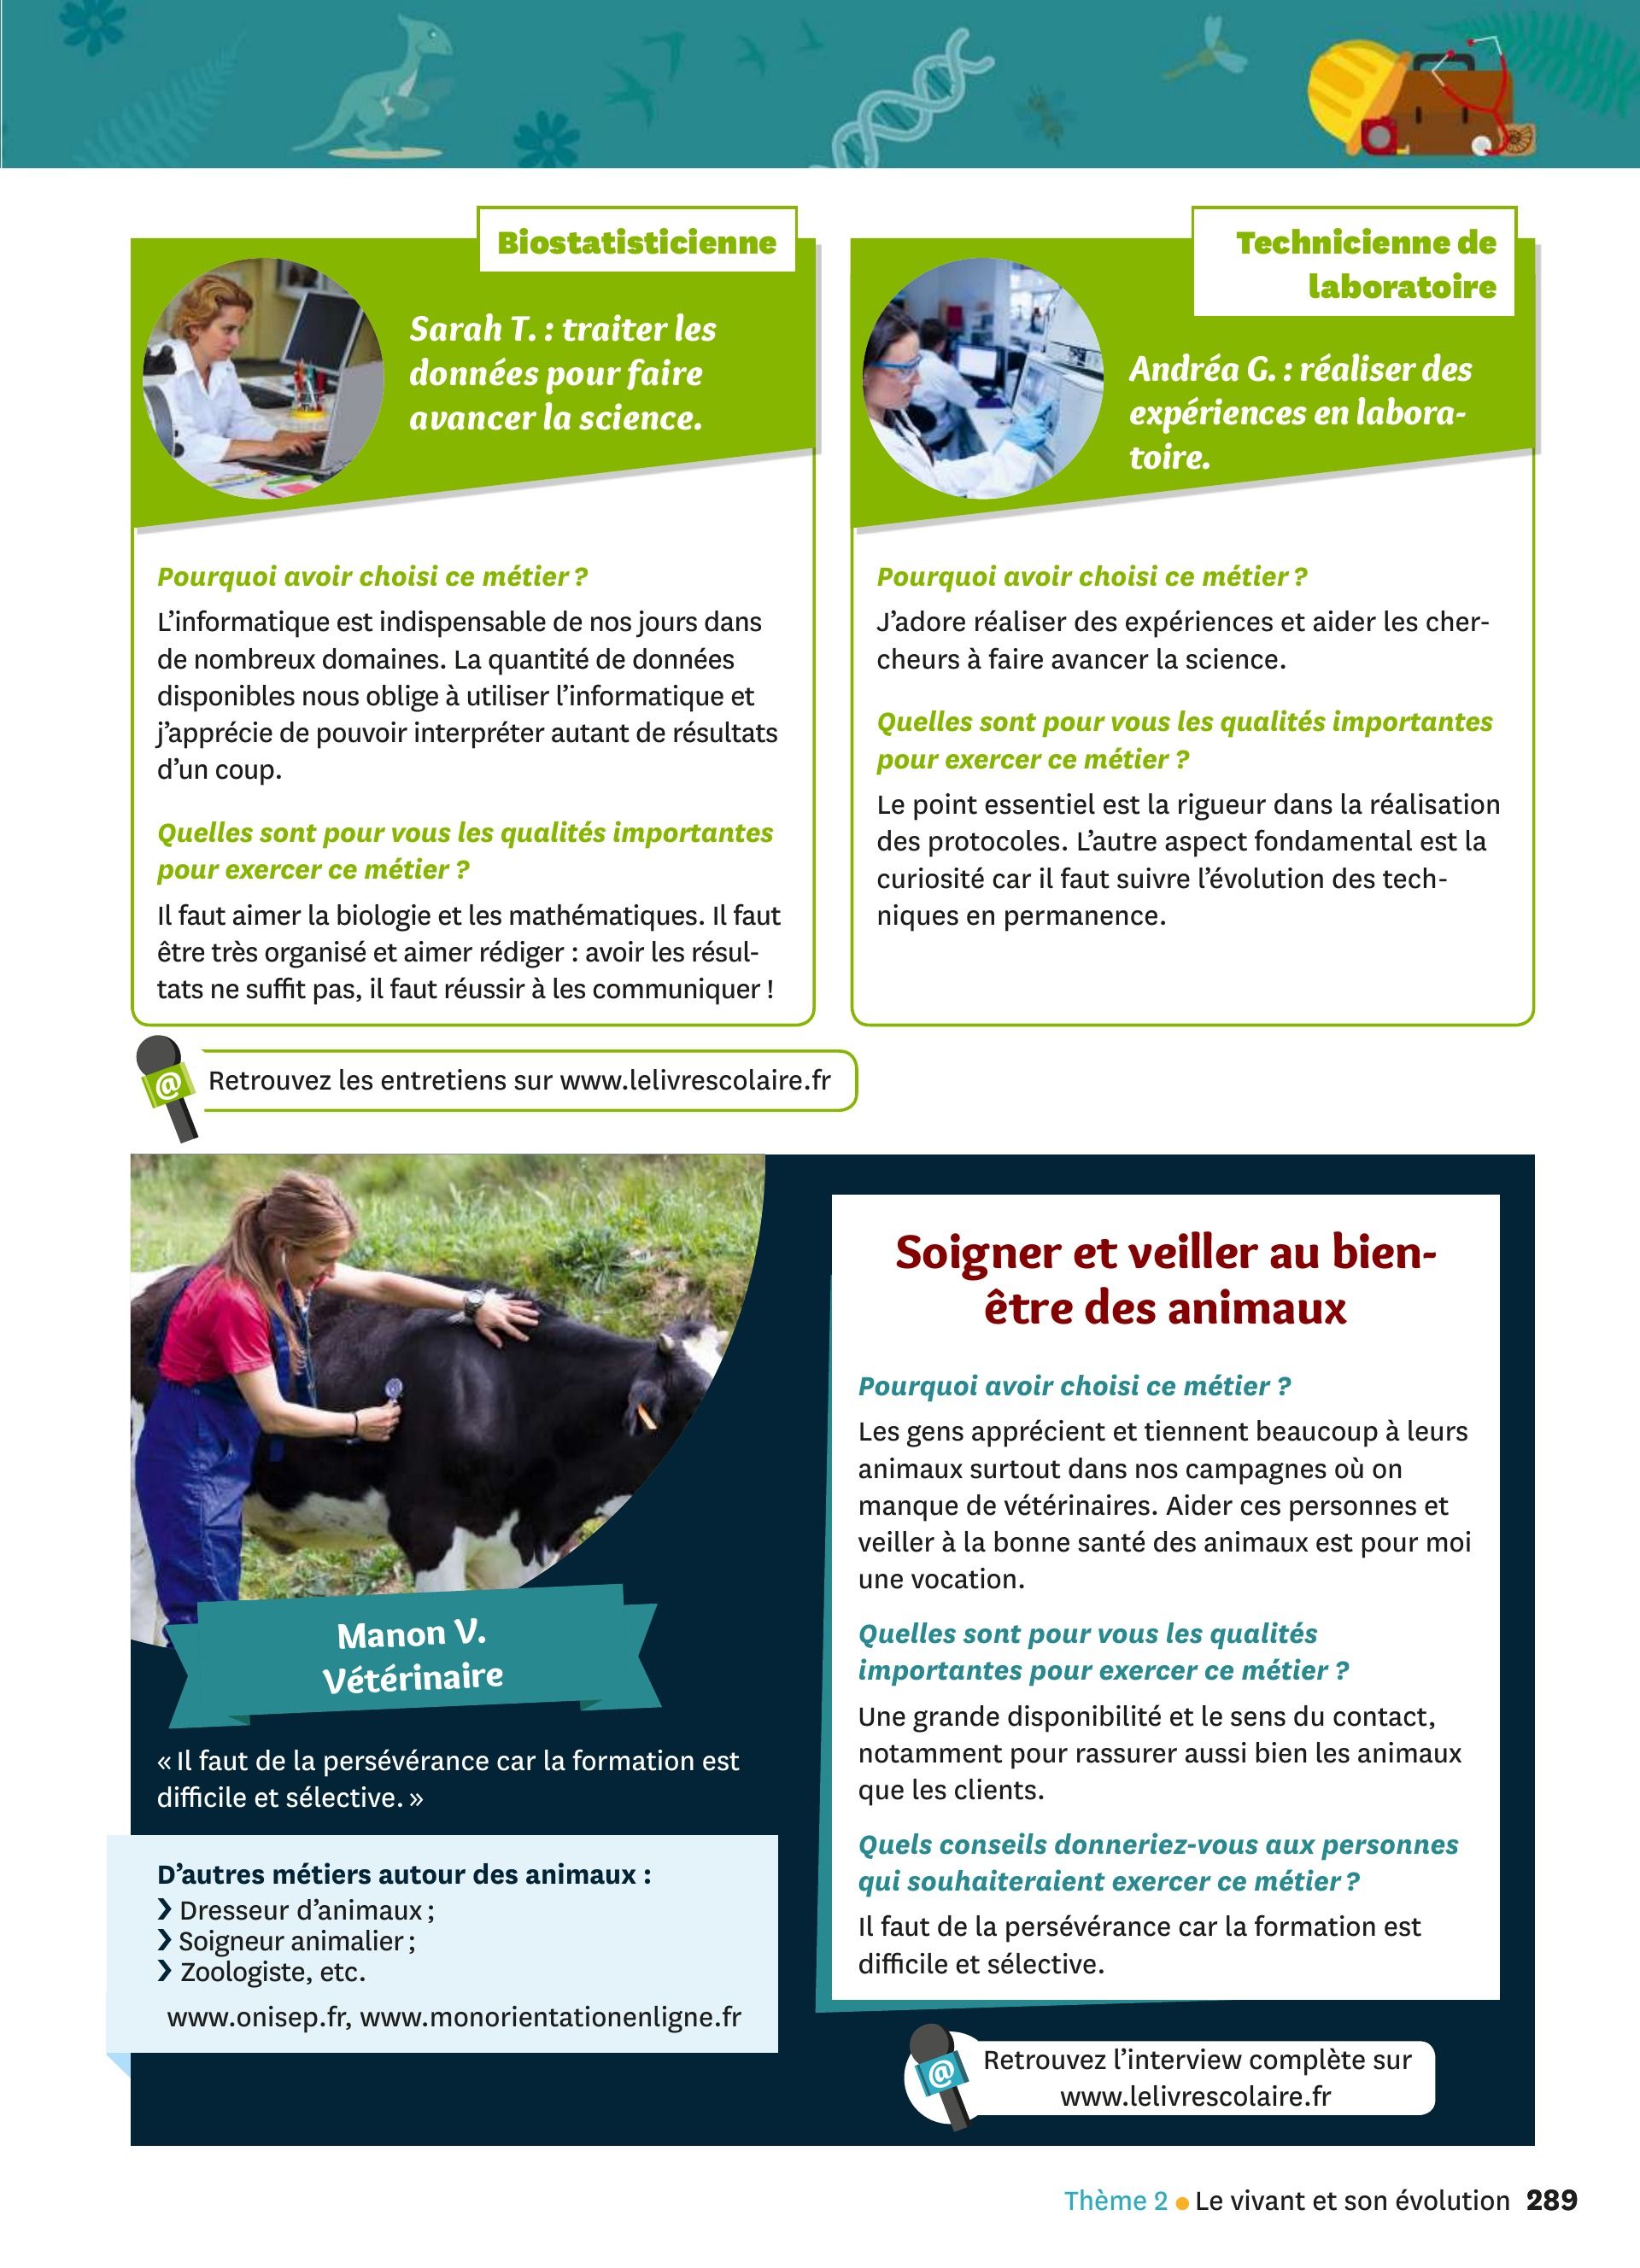 Biostatisticienne
Sarah T. : traiter les
données pour faire
avancer la science.
Pourquoi avoir choisi ce métier ?
L’informatique est indispensable de nos jours dans
de nombreux domaines. La quantité de données
disponibles nous oblige à utiliser l’informatique et
j’apprécie de pouvoir interpréter autant de résultats
d’un coup.
Quelles sont pour vous les qualités importantes
pour exercer ce métier ?
Il faut aimer la biologie et les mathématiques. Il faut
être très organisé et aimer rédiger : avoir les résul-
tats ne suffit pas, il faut réussir à les communiquer !
Technicienne de
laboratoire
Andréa G. : réaliser des
expériences en labora-
toire.
Pourquoi avoir choisi ce métier ?
J’adore réaliser des expériences et aider les cher-
cheurs à faire avancer la science.
Quelles sont pour vous les qualités importantes
pour exercer ce métier ?
Le point essentiel est la rigueur dans la réalisation
des protocoles. L’autre aspect fondamental est la
curiosité car il faut suivre l’évolution des tech-
niques en permanence.
@ Retrouvez les entretiens sur www.lelivrescolaire.fr
Manon V.
Vétérinaire
« Il faut de la persévérance car la formation est
difficile et sélective. »
D’autres métiers autour des animaux :
❯ Dresseur d’animaux ;
❯ Soigneur animalier ;
❯ Zoologiste, etc.
www.onisep.fr, www.monorientationenligne.fr
Soigner et veiller au bien-
être des animaux
Pourquoi avoir choisi ce métier ?
Les gens apprécient et tiennent beaucoup à leurs
animaux surtout dans nos campagnes où on
manque de vétérinaires. Aider ces personnes et
veiller à la bonne santé des animaux est pour moi
une vocation.
Quelles sont pour vous les qualités
importantes pour exercer ce métier ?
Une grande disponibilité et le sens du contact,
notamment pour rassurer aussi bien les animaux
que les clients.
Quels conseils donneriez-vous aux personnes
qui souhaiteraient exercer ce métier ?
Il faut de la persévérance car la formation est
difficile et sélective.
@ Retrouvez l’interview complète sur
www.lelivrescolaire.fr
Thème 2 • Le vivant et son évolution 289